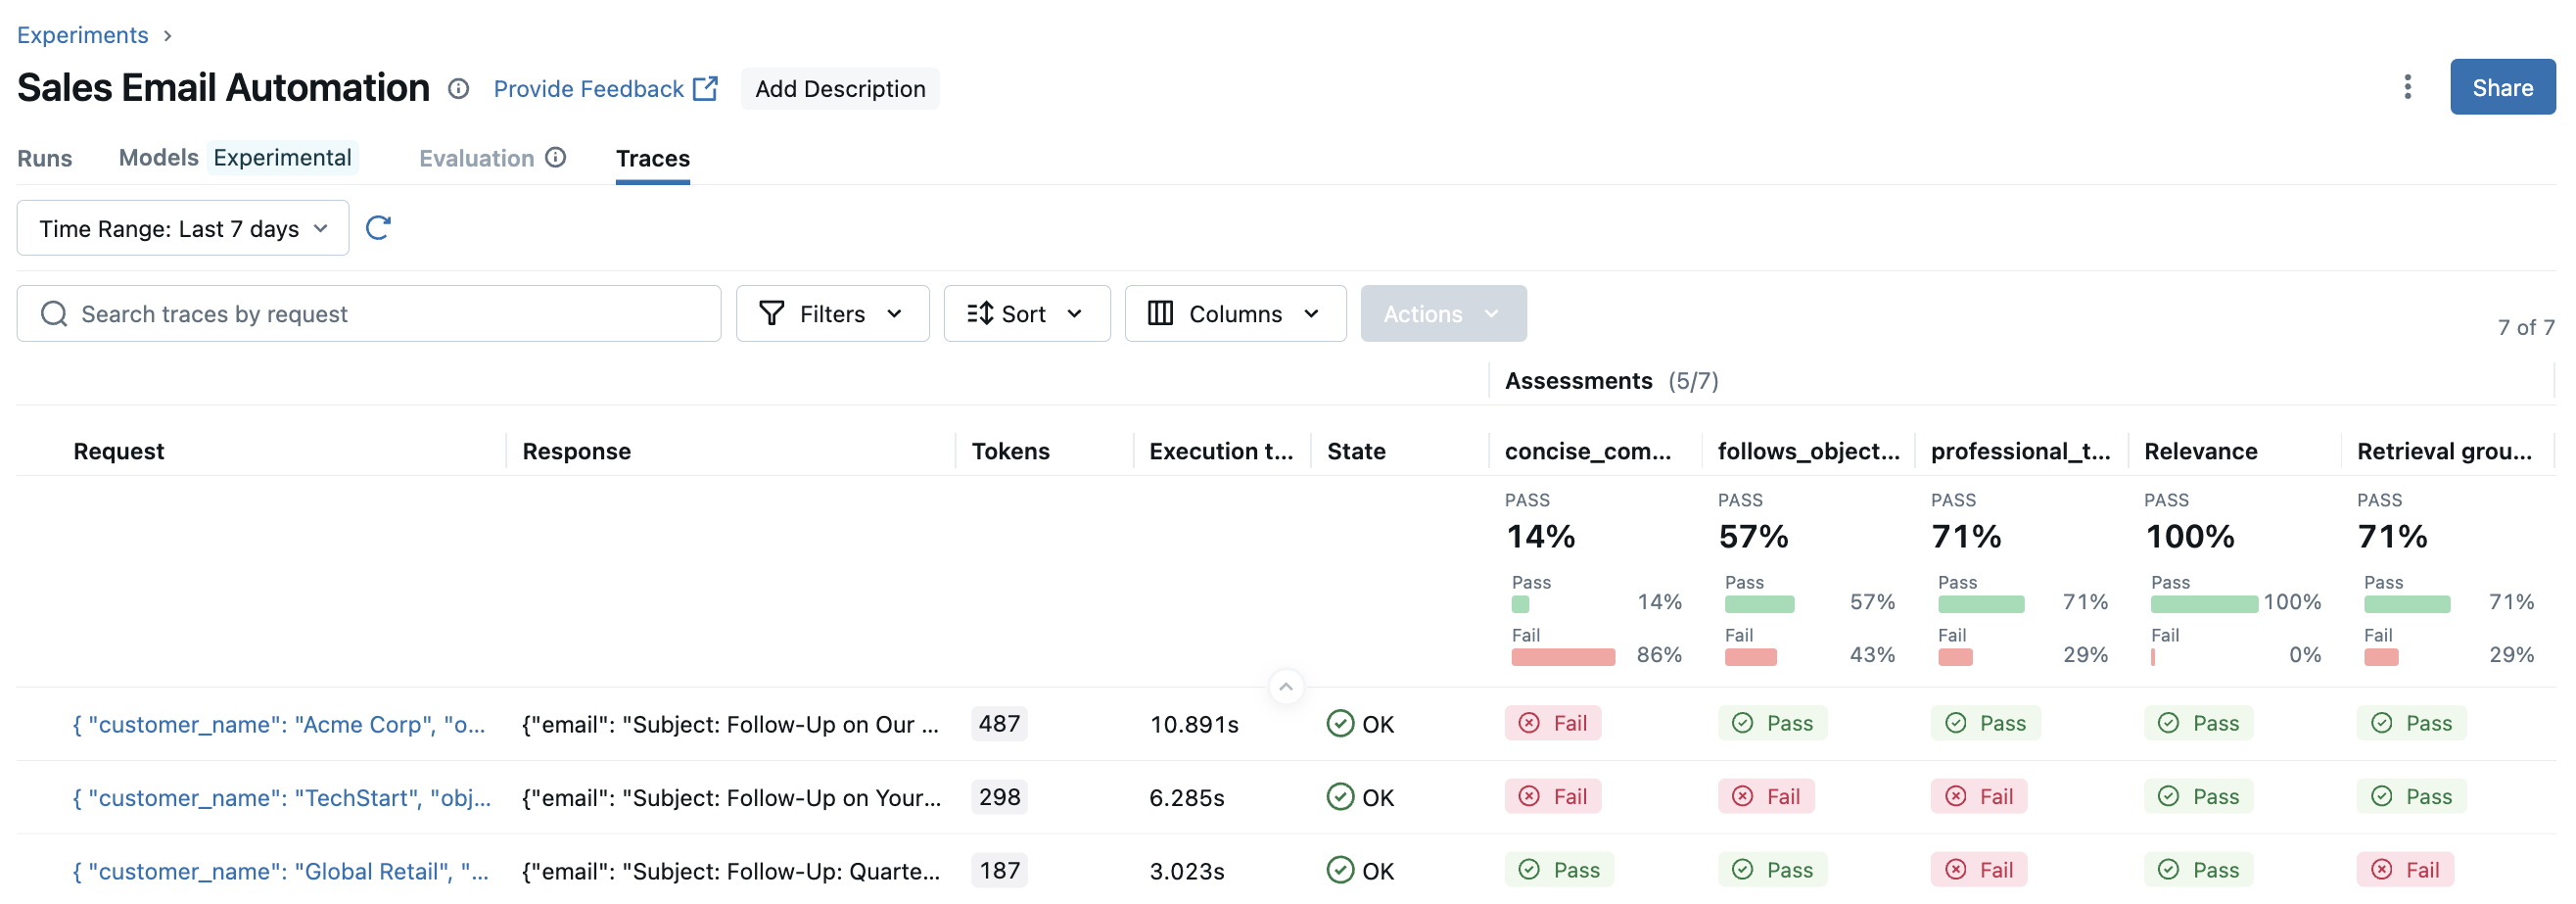 Experiments
Sales Email Automation Provide Feedback Add Description Share
Runs Models Experimental Evaluation Traces
Time Range: Last 7 days
Search traces by request Filters Sort Columns Actions 7 of 7
Assessments (5/7)
Request Response Tokens Execution t... State concise_com... follows_object... professional_t... Relevance Retrieval grou...
PASS PASS PASS PASS PASS
14% 57% 71% 100% 71%
Pass Pass Pass Pass Pass
14% 57% 71% 100% 71%
Fail Fail Fail Fail Fail
86% 43% 29% 0% 29%
{ "customer_name": "Acme Corp", "o... {"email": "Subject: Follow-Up on Our ... 487 10.891s OK Fail Pass Pass Pass Pass
{ "customer_name": "TechStart", "obj... {"email": "Subject: Follow-Up on Your... 298 6.285s OK Fail Fail Fail Pass Pass
{ "customer_name": "Global Retail", "... {"email": "Subject: Follow-Up: Quarte... 187 3.023s OK Pass Pass Fail Pass Fail